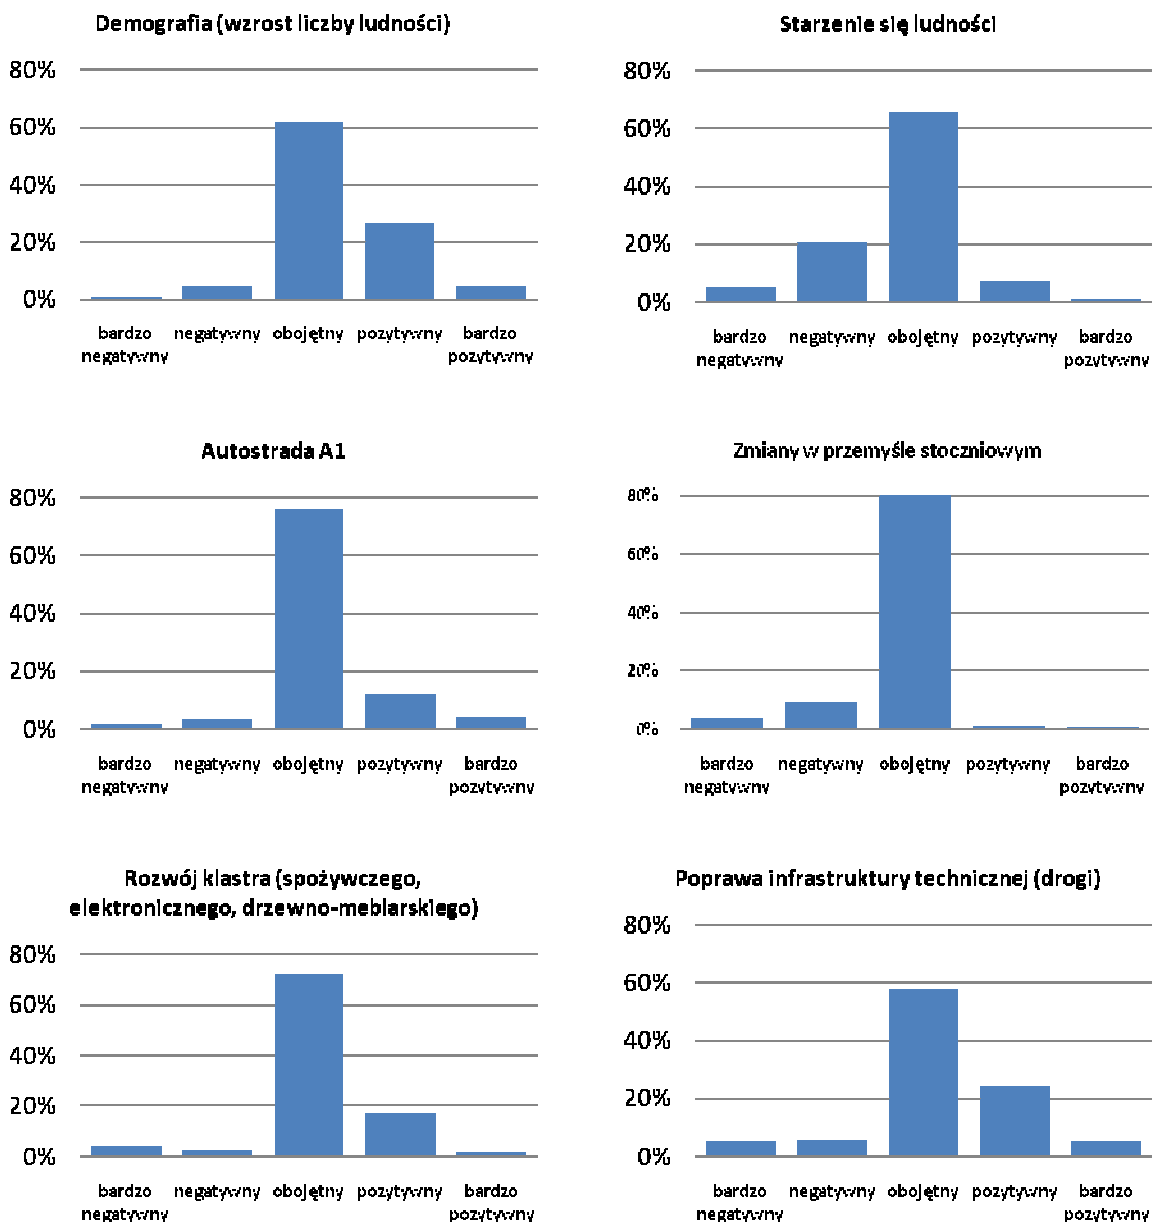 Demografia (wzrost liczby ludności)
80%
60%
40%
20%
0%
bardzo negatywny obojętny pozytywny bardzo
negatywny pozytywny
Starzenie się ludności
80%
60%
40%
20%
0%
bardzo negatywny obojętny pozytywny bardzo
negatywny pozytywny
Autostrada A1
80%
60%
40%
20%
0%
bardzo negatywny obojętny pozytywny bardzo
negatywny pozytywny
Zmiany w przemyśle stoczniowym
80%
60%
40%
20%
0%
bardzo negatywny obojętny pozytywny bardzo
negatywny pozytywny
Rozwój klastra (spożywczego,
elektronicznego, drzewno-meblarskiego)
80%
60%
40%
20%
0%
bardzo negatywny obojętny pozytywny bardzo
negatywny pozytywny
Poprawa infrastruktury technicznej (drogi)
80%
60%
40%
20%
0%
bardzo negatywny obojętny pozytywny bardzo
negatywny pozytywny